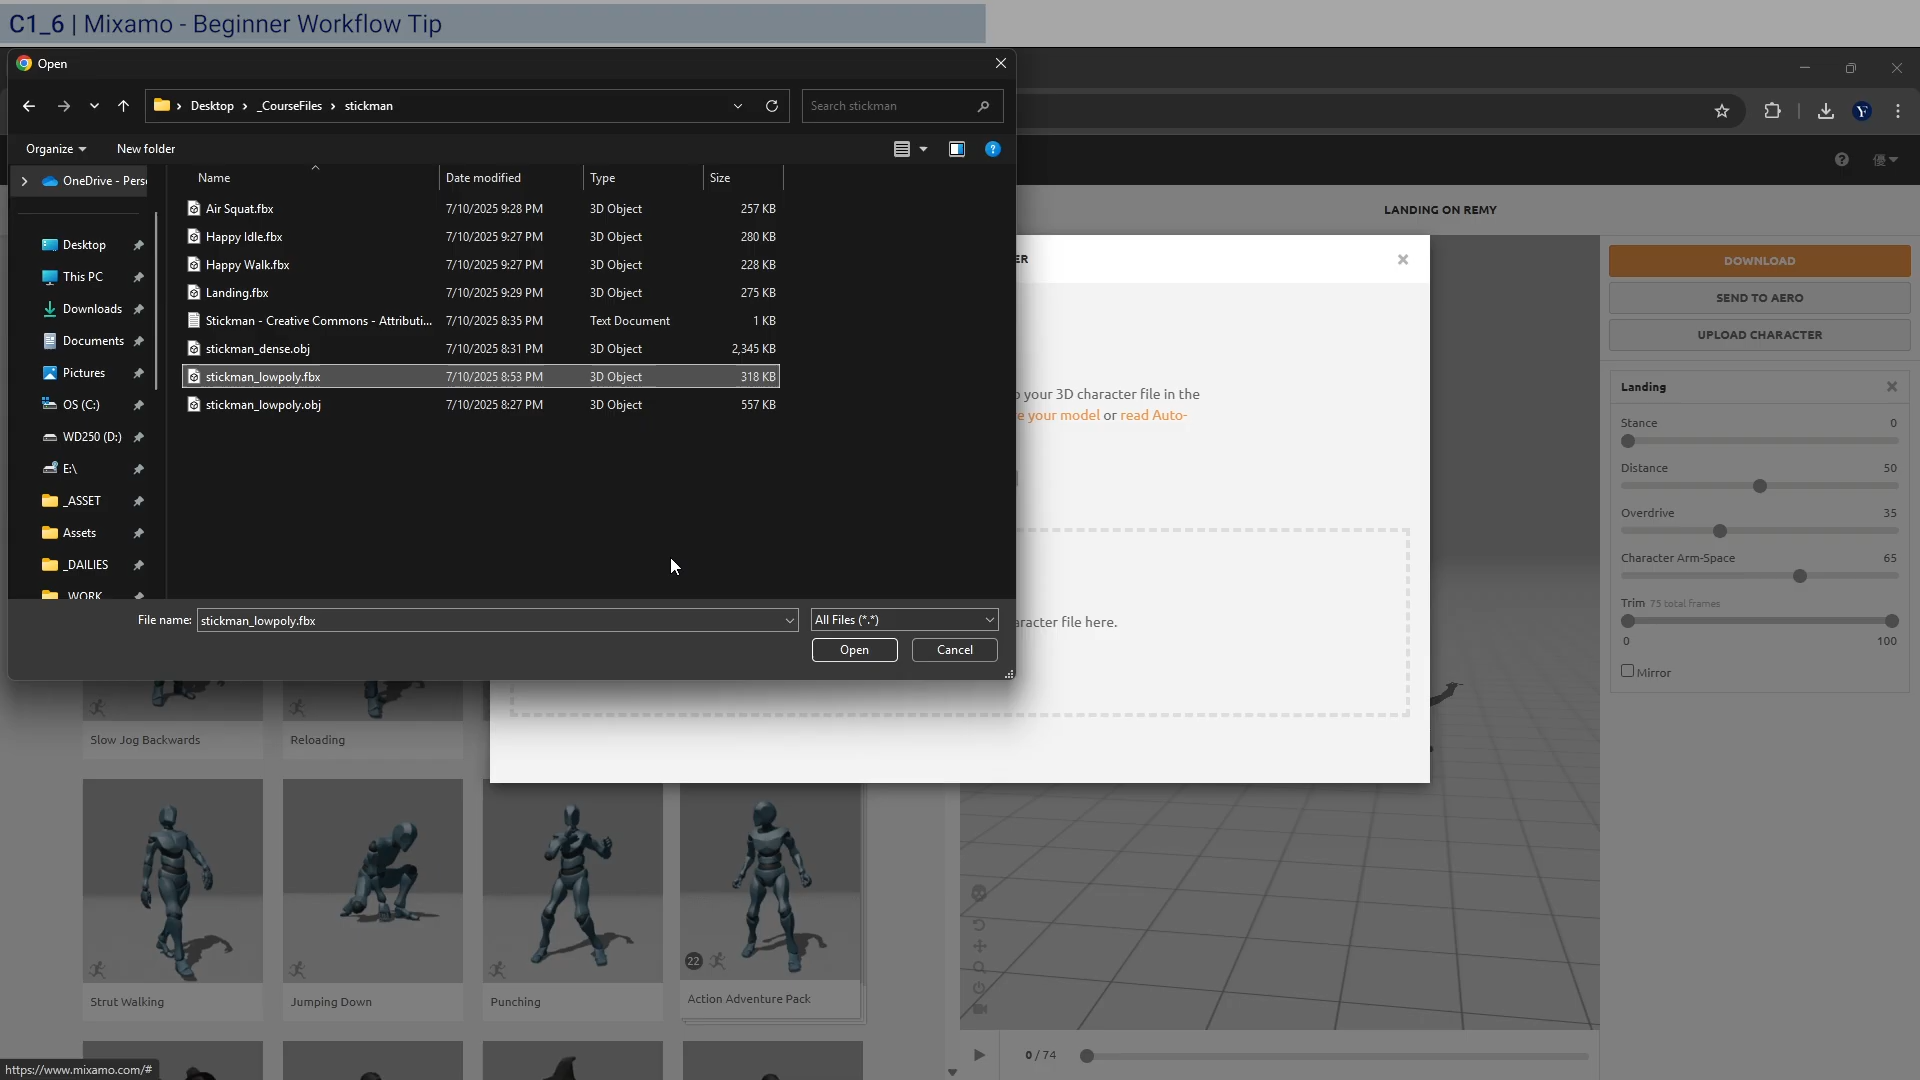 C1_6 | Mixamo - Beginner Workflow Tip
Open
Desktop
_CourseFiles
stickman
Search stickman
Organize
New folder
OneDrive - Pers
Name
Date modified
Type
Size
Air Squat.fbx
7/10/2025 9:28 PM
3D Object
257 KB
Happy Idle.fbx
7/10/2025 9:27 PM
3D Object
280 KB
Happy Walk.fbx
7/10/2025 9:27 PM
3D Object
228 KB
Landing.fbx
7/10/2025 9:29 PM
3D Object
275 KB
Stickman - Creative Commons - Attributi...
7/10/2025 8:35 PM
Text Document
1 KB
stickman_dense.obj
7/10/2025 8:31 PM
3D Object
2,345 KB
stickman_lowpoly.fbx
7/10/2025 8:53 PM
3D Object
318 KB
stickman_lowpoly.obj
7/10/2025 8:27 PM
3D Object
557 KB
Desktop
This PC
Downloads
Documents
Pictures
OS (C:)
WD250 (D:)
E:\
_ASSET
Assets
_DAILIES
WORK
File name:
stickman_lowpoly.fbx
All Files (*.*)
Open
Cancel
Y
優
LANDING ON REMY
ER
your 3D character file in the
e your model or read Auto-
aracter file here.
DOWNLOAD
SEND TO AERO
UPLOAD CHARACTER
Landing
Stance
0
Distance
50
Overdrive
35
Character Arm-Space
65
Trim 75 total frames
0
100
Mirror
Slow Jog Backwards
Reloading
Strut Walking
Jumping Down
Punching
22
Action Adventure Pack
0 / 74
https://www.mixamo.com/#